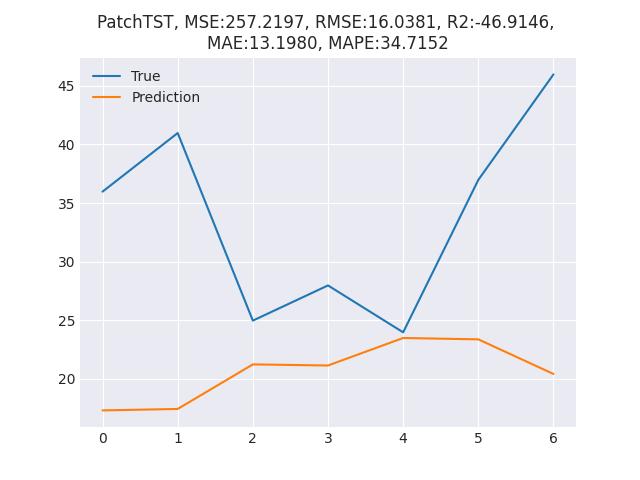 PatchTST, MSE:257.2197, RMSE:16.0381, R2:-46.9146,
MAE:13.1980, MAPE:34.7152
True
Prediction
45
40
35
30
25
20
0 1 2 3 4 5 6